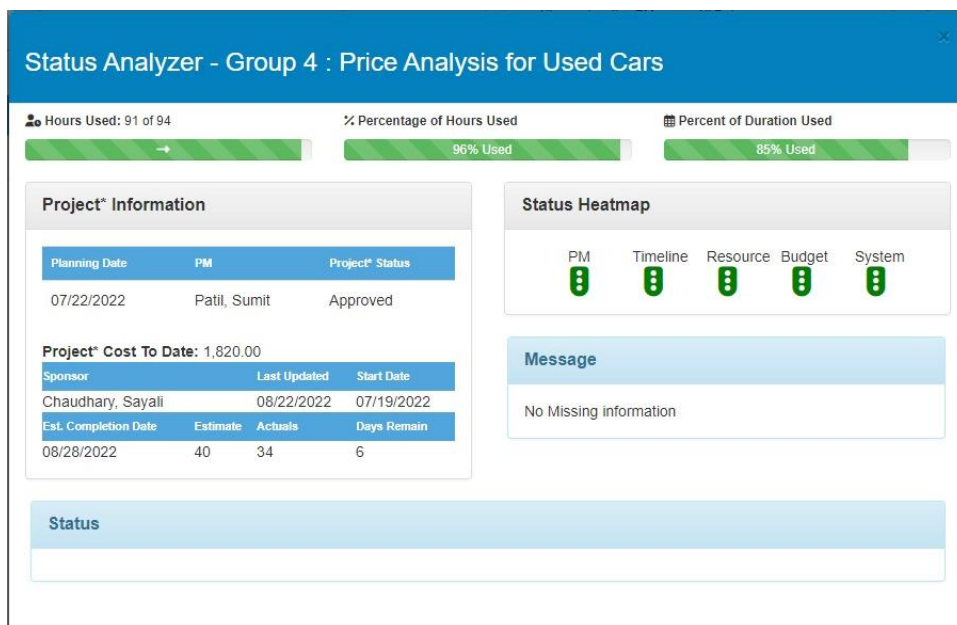 Status Analyzer - Group 4 : Price Analysis for Used Cars
Hours Used: 91 of 94
Percentage of Hours Used
Percent of Duration Used
96% Used
85% Used
Project* Information
Planning Date PM Project* Status
07/22/2022 Patil, Sumit Approved
Project* Cost To Date: 1,820.00
Sponsor Last Updated Start Date
Chaudhary, Sayali 08/22/2022 07/19/2022
Est. Completion Date Estimate Actuals Days Remain
08/28/2022 40 34 6
Status Heatmap
PM Timeline Resource Budget System
Message
No Missing information
Status